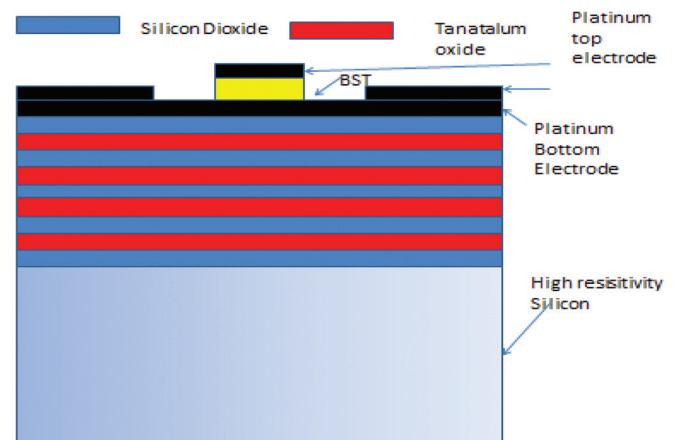 Silicon Dioxide
Tanatalum
oxide
Platinum
top
electrode
BST
Platinum
Bottom
Electrode
High resisitivity
Silicon